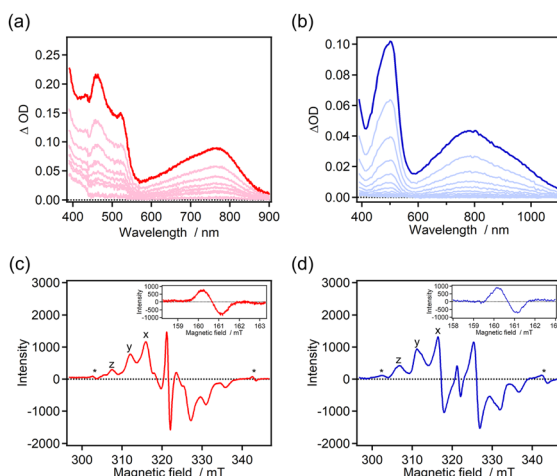 (a)
0.25
0.20
0.15
0.10
0.05
0.00
Δ OD
400 500 600 700 800 900
Wavelength / nm
(b)
0.10
0.08
0.06
0.04
0.02
0.00
ΔOD
400 600 800 1000
Wavelength / nm
(c)
3000
2000
1000
0
-1000
-2000
Intensity
* z y x *
1000
500
0
-500
-1000
Intensity
159 160 161 162 163
Magnetic field / mT
300 310 320 330 340
Magnetic field / mT
(d)
3000
2000
1000
0
-1000
-2000
Intensity
* z y x *
1000
500
0
-500
-1000
Intensity
158 159 160 161 162 163
Magnetic field / mT
300 310 320 330 340
Magnetic field / mT